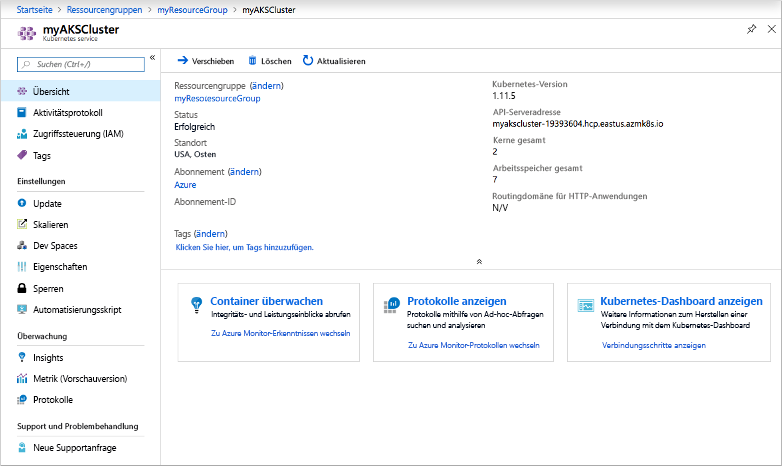 Startseite > Ressourcengruppen > myResourceGroup > myAKSCluster
myAKSCluster
Kubernetes service
Suchen (Ctrl+/)
Übersicht
Aktivitätsprotokoll
Zugriffssteuerung (IAM)
Tags
Einstellungen
Update
Skalieren
Dev Spaces
Eigenschaften
Sperren
Automatisierungsskript
Überwachung
Insights
Metrik (Vorschauversion)
Protokolle
Support und Problembehandlung
Neue Supportanfrage
Verschieben Löschen Aktualisieren
Ressourcengruppe (ändern)
myResoresourceGroup
Status
Erfolgreich
Standort
USA, Osten
Abonnement (ändern)
Azure
Abonnement-ID
Kubernetes-Version
1.11.5
API-Serveradresse
myakscluster-19393604.hcp.eastus.azmk8s.io
Kerne gesamt
2
Arbeitsspeicher gesamt
7
Routingdomäne für HTTP-Anwendungen
N/V
Tags (ändern)
Klicken Sie hier, um Tags hinzuzufügen.
Container überwachen
Integritäts- und Leistungseinblicke abrufen
Zu Azure Monitor-Erkenntnissen wechseln
Protokolle anzeigen
Protokolle mithilfe von Ad-hoc-Abfragen
suchen und analysieren
Zu Azure Monitor-Protokollen wechseln
Kubernetes-Dashboard anzeigen
Weitere Informationen zum Herstellen einer
Verbindung mit dem Kubernetes-Dashboard
Verbindungsschritte anzeigen